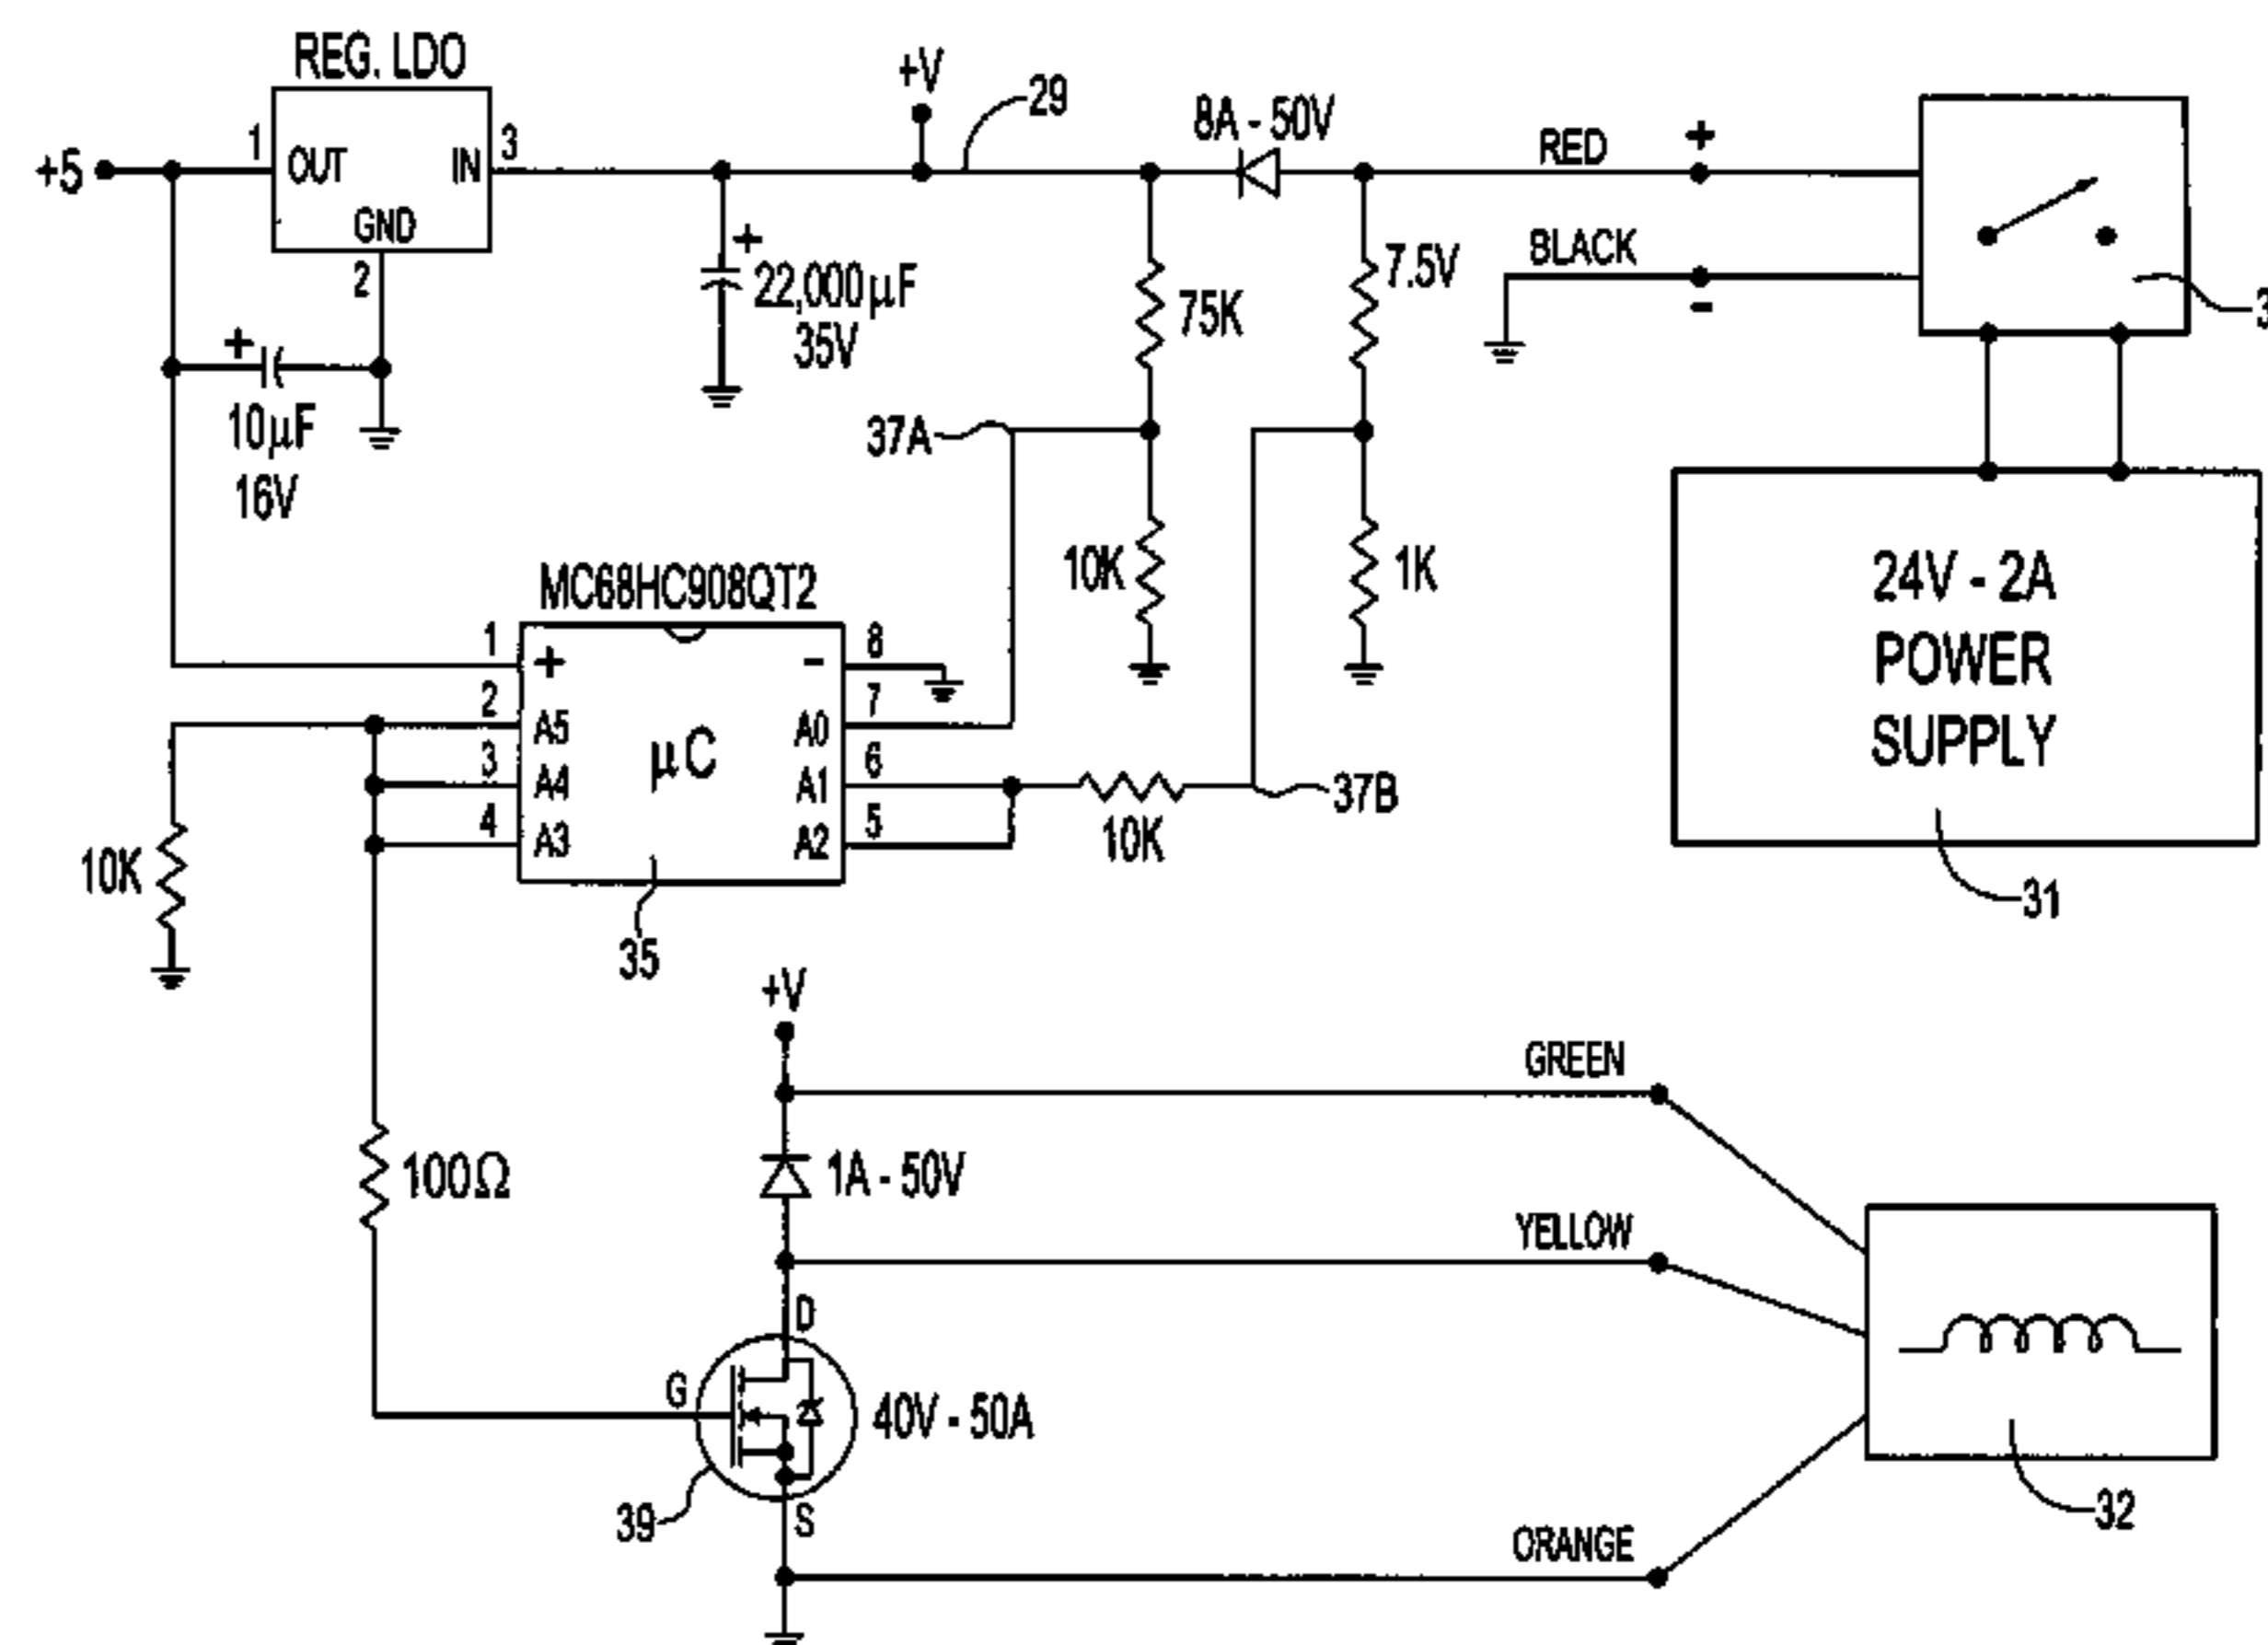 REG. LDO
+V
29
8A - 50V
RED
+
+5
1
OUT
IN
3
GND
2
BLACK
-
+
22,000µF
35V
75K
7.5V
+
10µF
16V
37A
10K
1K
24V - 2A
POWER
SUPPLY
31
MC68HC908QT2
1
+
-
8
2
A5
A0
7
3
A4
µC
A1
6
4
A3
A2
5
10K
37B
10K
35
+V
GREEN
100Ω
1A - 50V
YELLOW
D
G
40V - 50A
39
S
ORANGE
32